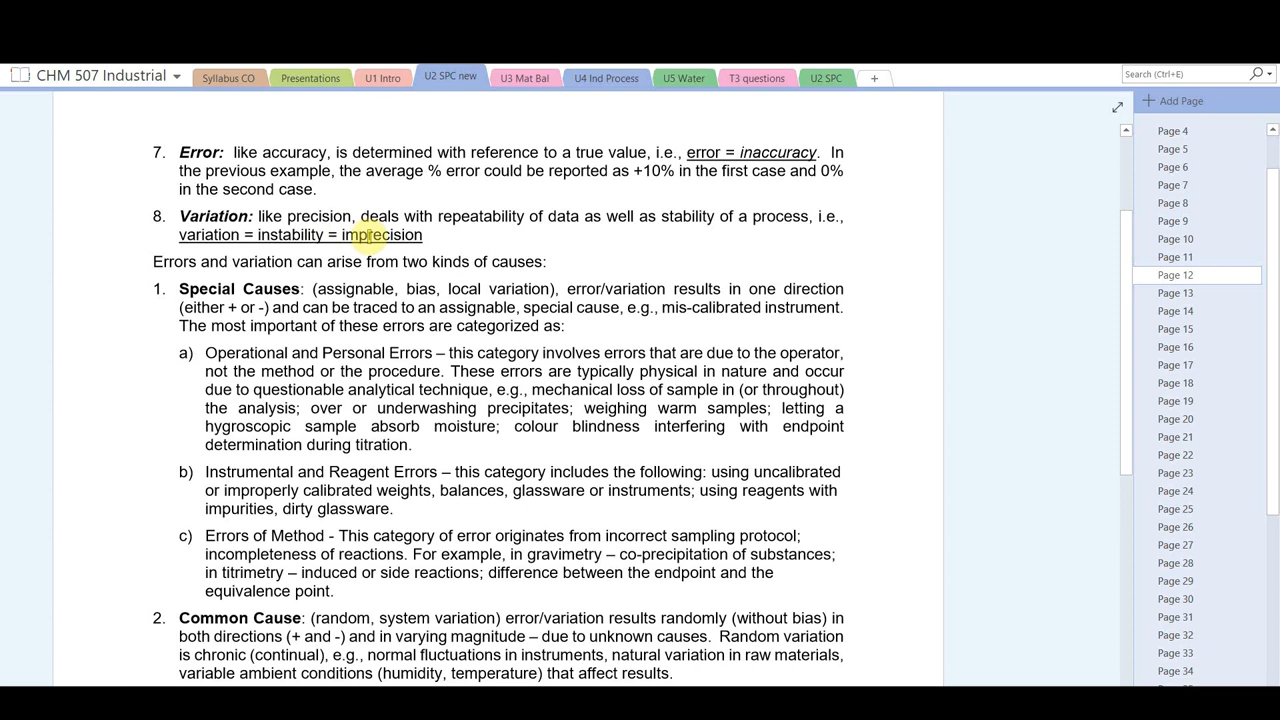 CHM 507 Industrial
Syllabus CO
Presentations
U1 Intro
U2 SPC new
U3 Mat Bal
U4 Ind Process
U5 Water
T3 questions
U2 SPC
+
Search (Ctrl+E)
Add Page
Page 4
Page 5
Page 6
Page 7
Page 8
Page 9
Page 10
Page 11
Page 12
Page 13
Page 14
Page 15
Page 16
Page 17
Page 18
Page 19
Page 20
Page 21
Page 22
Page 23
Page 24
Page 25
Page 26
Page 27
Page 28
Page 29
Page 30
Page 31
Page 32
Page 33
Page 34
7. Error: like accuracy, is determined with reference to a true value, i.e., error = inaccuracy. In
the previous example, the average % error could be reported as +10% in the first case and 0%
in the second case.
8. Variation: like precision, deals with repeatability of data as well as stability of a process, i.e.,
variation = instability = imprecision
Errors and variation can arise from two kinds of causes:
1. Special Causes: (assignable, bias, local variation), error/variation results in one direction
(either + or -) and can be traced to an assignable, special cause, e.g., mis-calibrated instrument.
The most important of these errors are categorized as:
a) Operational and Personal Errors – this category involves errors that are due to the operator,
not the method or the procedure. These errors are typically physical in nature and occur
due to questionable analytical technique, e.g., mechanical loss of sample in (or throughout)
the analysis; over or underwashing precipitates; weighing warm samples; letting a
hygroscopic sample absorb moisture; colour blindness interfering with endpoint
determination during titration.
b) Instrumental and Reagent Errors – this category includes the following: using uncalibrated
or improperly calibrated weights, balances, glassware or instruments; using reagents with
impurities, dirty glassware.
c) Errors of Method - This category of error originates from incorrect sampling protocol;
incompleteness of reactions. For example, in gravimetry – co-precipitation of substances;
in titrimetry – induced or side reactions; difference between the endpoint and the
equivalence point.
2. Common Cause: (random, system variation) error/variation results randomly (without bias) in
both directions (+ and -) and in varying magnitude – due to unknown causes. Random variation
is chronic (continual), e.g., normal fluctuations in instruments, natural variation in raw materials,
variable ambient conditions (humidity, temperature) that affect results.